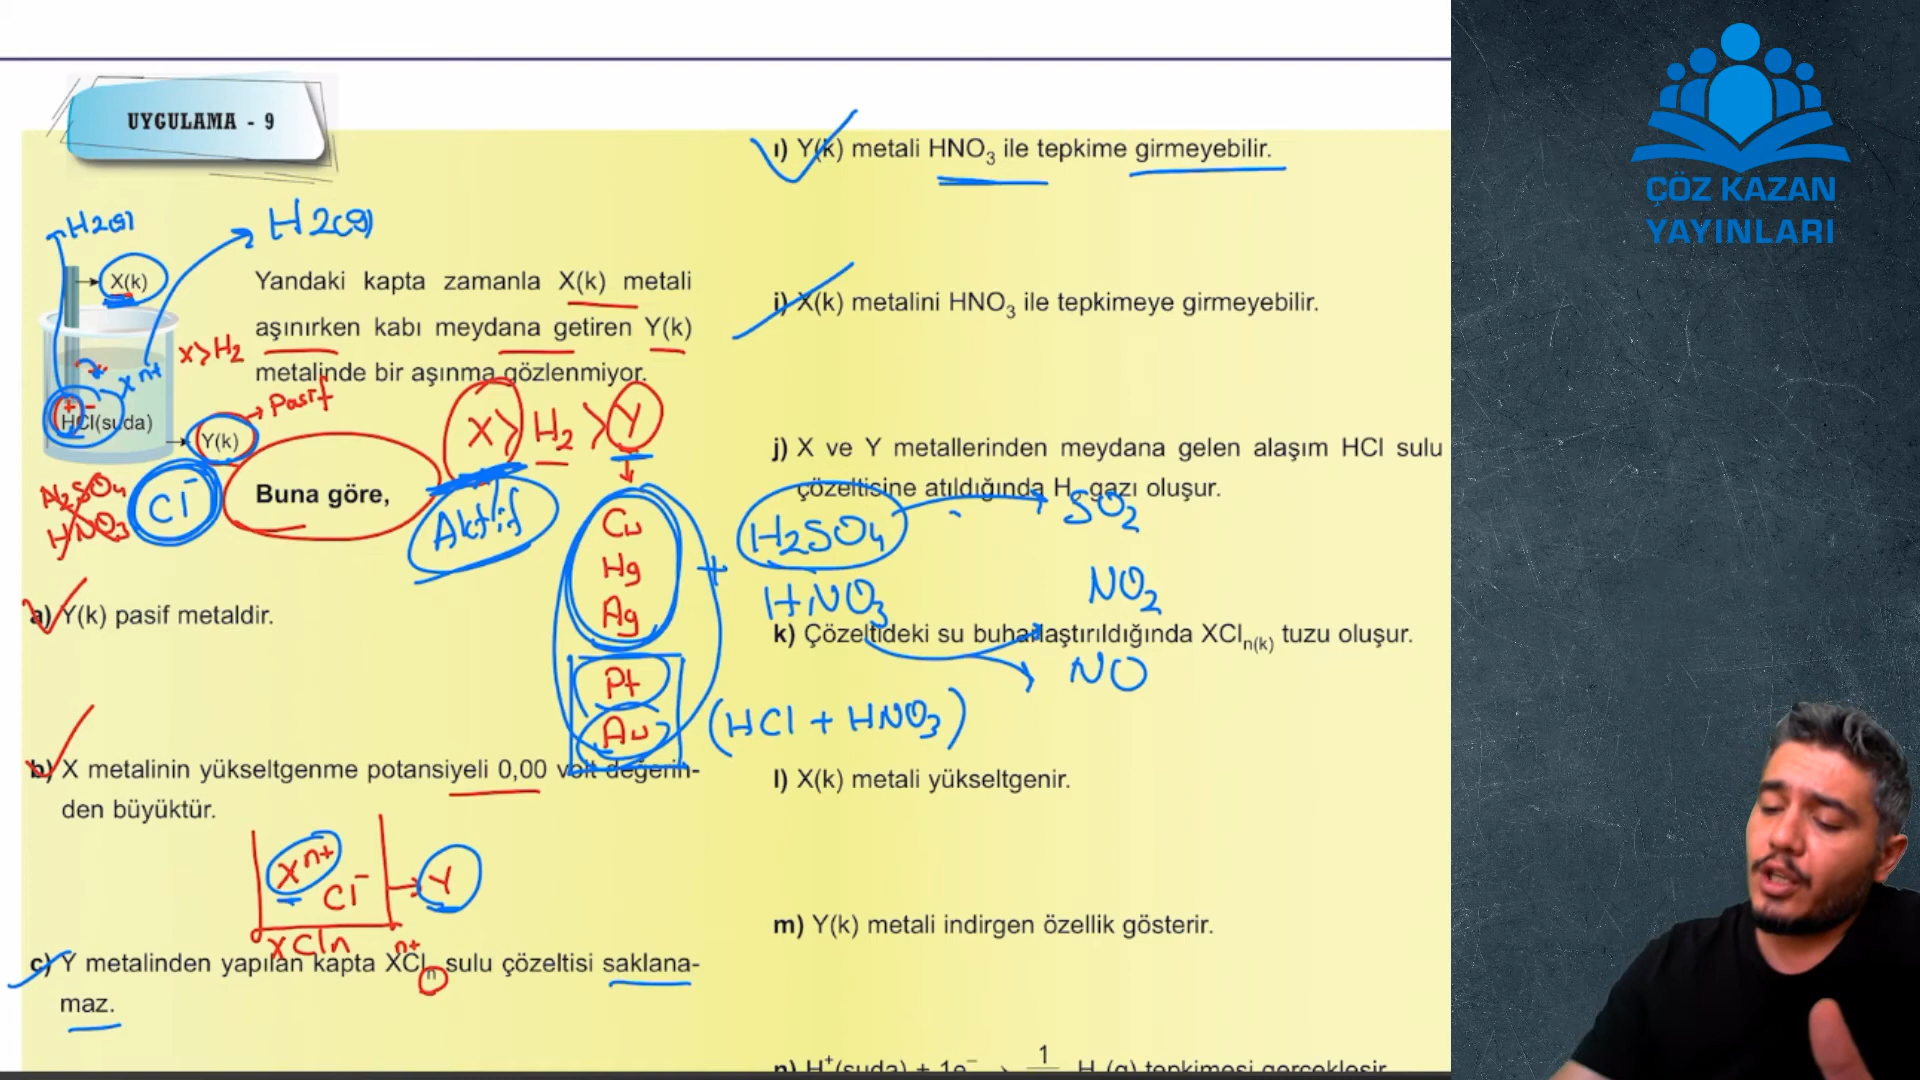 UYGULAMA - 9
H2(g)
H2(g)
X(k)
X>H2
X n+
+ -
HCl(suda)
Y(k)
Pasif
Yandaki kapta zamanla X(k) metali
aşınırken kabı meydana getiren Y(k)
metalinde bir aşınma gözlenmiyor.
X > H2 > Y
Aktif
H2SO4
HNO3
Cl-
Buna göre,
Cu
Hg
Ag
Pt
Au
+
a) Y(k) pasif metaldir.
b) X metalinin yükseltgenme potansiyeli 0,00 volt değerin-
den büyüktür.
Xn+
Cl-
Y
XCln
n+
c) Y metalinden yapılan kapta XCln sulu çözeltisi saklana-
maz.
ı) Y(k) metali HNO3 ile tepkime girmeyebilir.
i) X(k) metalini HNO3 ile tepkimeye girmeyebilir.
j) X ve Y metallerinden meydana gelen alaşım HCl sulu
çözeltisine atıldığında H gazı oluşur.
H2SO4
SO2
HNO3
NO2
k) Çözeltideki su buharlaştırıldığında XCln(k) tuzu oluşur.
NO
(HCl + HNO3)
l) X(k) metali yükseltgenir.
m) Y(k) metali indirgen özellik gösterir.
n) H+(suda) + 1e- → 1 H (g) tepkimesi gerçekleşir
ÇÖZ KAZAN
YAYINLARI